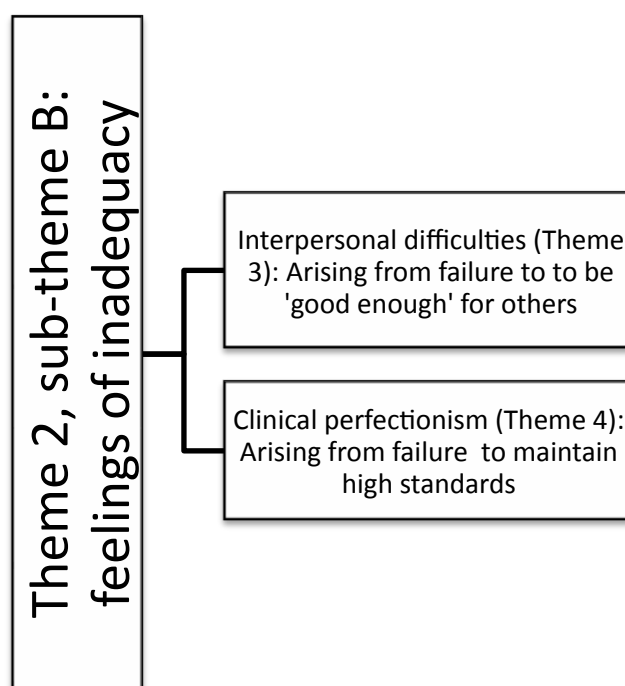 Theme 2, sub-theme B:
feelings of inadequacy
Interpersonal difficulties (Theme
3): Arising from failure to to be
'good enough' for others
Clinical perfectionism (Theme 4):
Arising from failure  to maintain
high standards